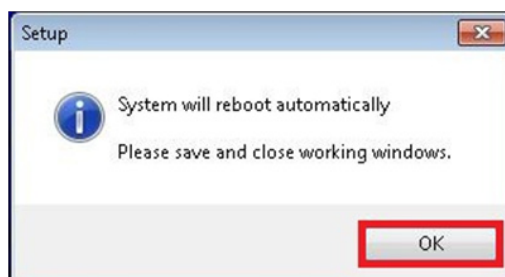 Setup
System will reboot automatically
Please save and close working windows.
OK